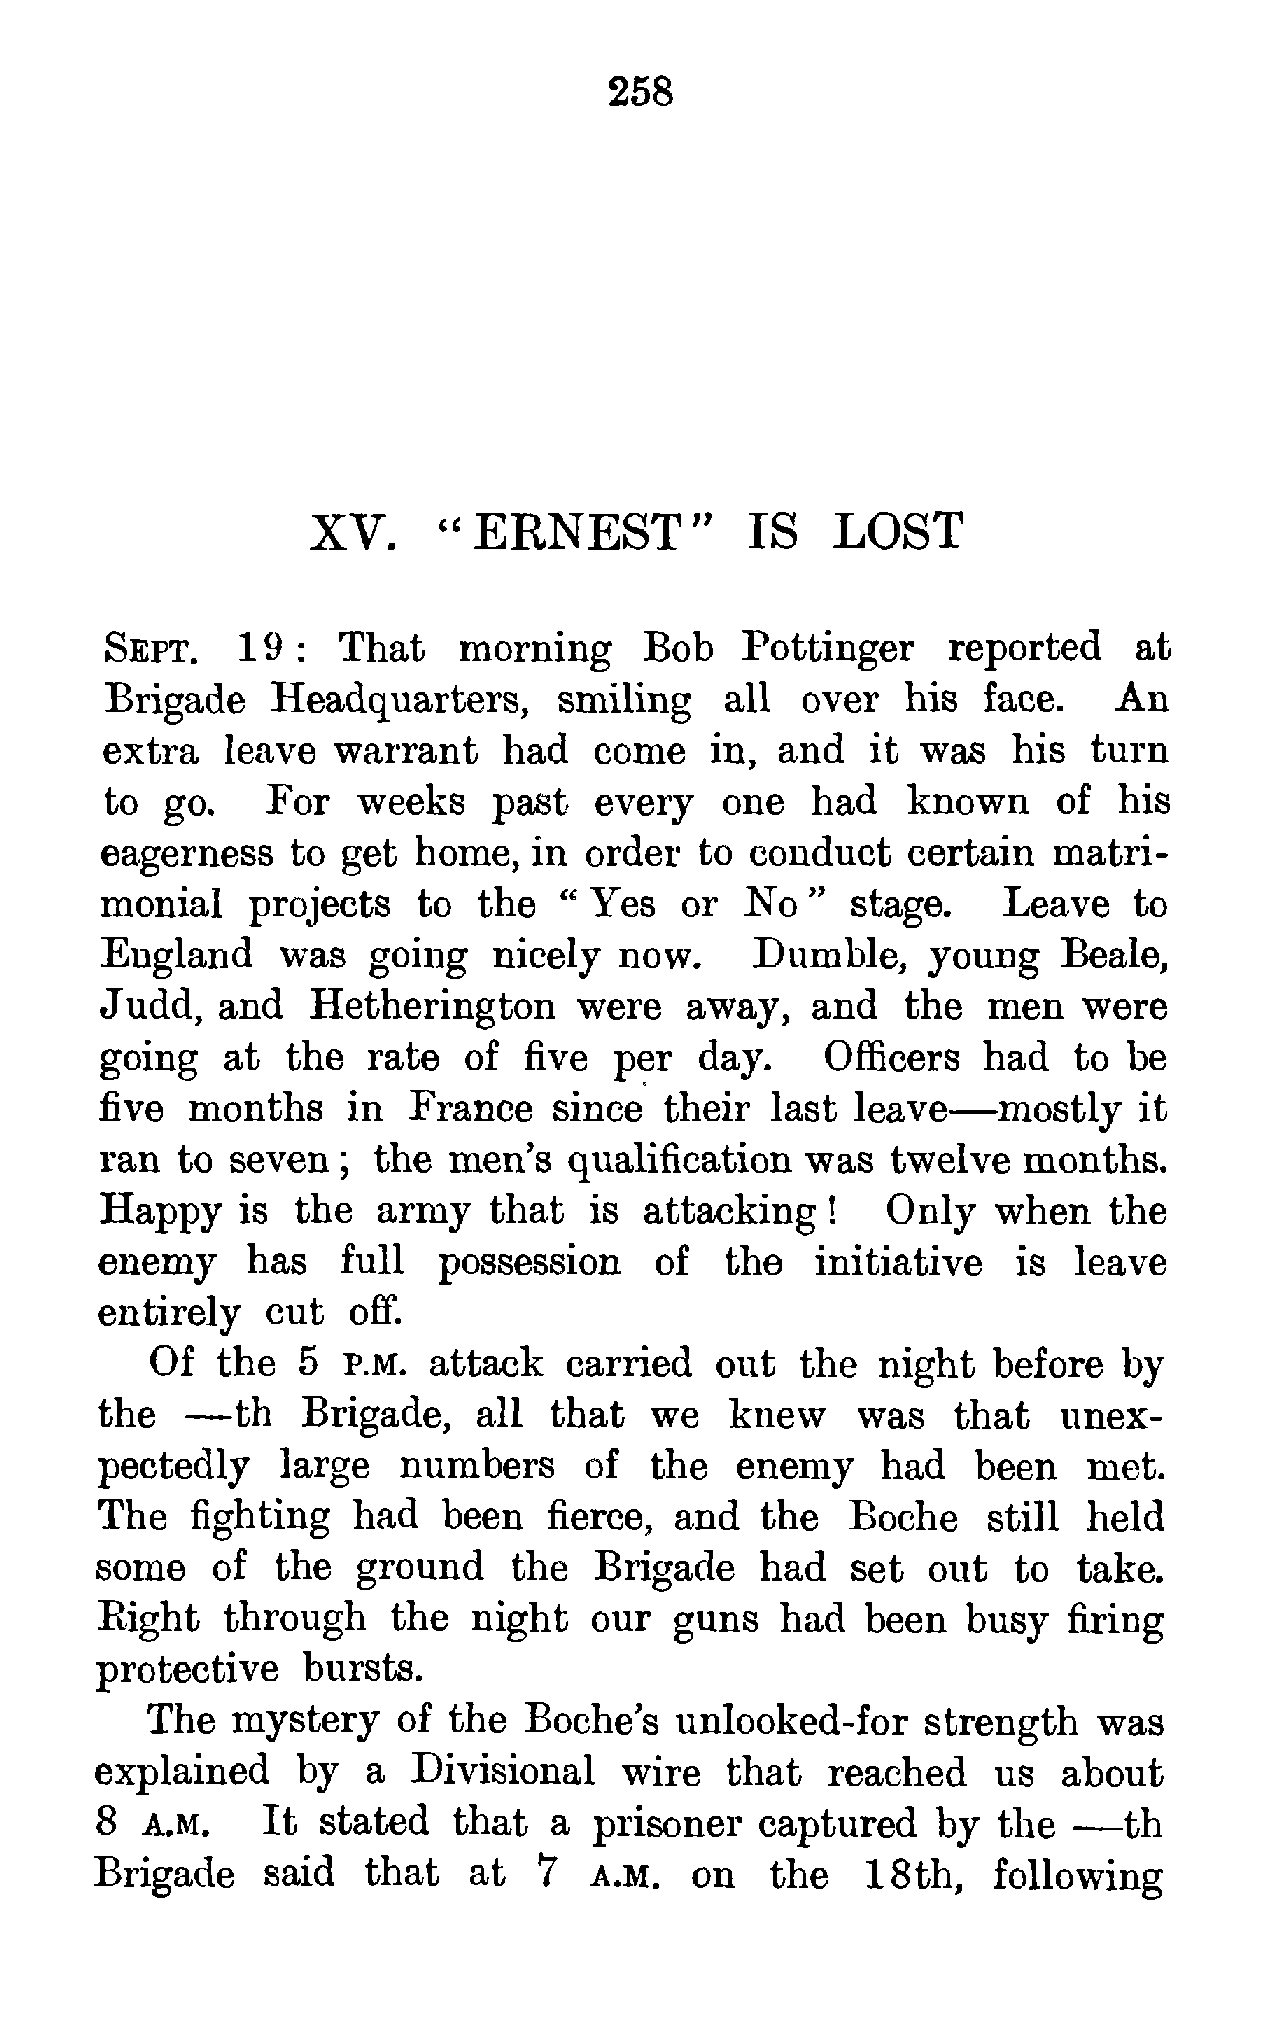 258
XV. “ERNEST” IS LOST
SEPT. 19: That morning Bob Pottinger reported at
Brigade Headquarters, smiling all over his face. An
extra leave warrant had come in, and it was his turn
to go. For weeks past every one had known of his
eagerness to get home, in order to conduct certain matri-
monial projects to the “Yes or No” stage. Leave to
England was going nicely now. Dumble, young Beale,
Judd, and Hetherington were away, and the men were
going at the rate of five per day. Officers had to be
five months in France since their last leave—mostly it
ran to seven; the men's qualification was twelve months.
Happy is the army that is attacking! Only when the
enemy has full possession of the initiative is leave
entirely cut off.
Of the 5 P.M. attack carried out the night before by
the —th Brigade, all that we knew was that unex-
pectedly large numbers of the enemy had been met.
The fighting had been fierce, and the Boche still held
some of the ground the Brigade had set out to take.
Right through the night our guns had been busy firing
protective bursts.
The mystery of the Boche's unlooked-for strength was
explained by a Divisional wire that reached us about
8 A.M. It stated that a prisoner captured by the —th
Brigade said that at 7 A.M. on the 18th, following